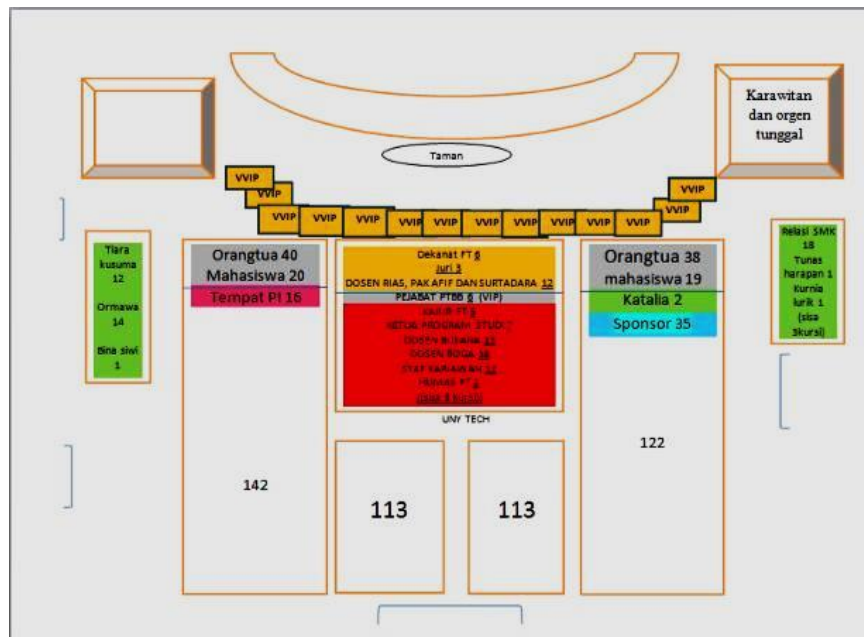 Karawitan
dan orgen
tunggal
Taman
VVIP
VVIP
VVIP
VVIP
VVIP
VVIP
VVIP
VVIP
VVIP
VVIP
VVIP
VVIP
VVIP
Tiara
kusuma
12
Ormawa
14
Bina siwi
1
Orangtua 40
Mahasiswa 20
Tempat PI 16
142
Dekanat FT 6
Juri 3
DOSEN RIAS, PAK AFIF DAN SURTADARA 12
PEJABAT PTBB 6 (VIP)
PROGRAM STUDI
DOSEN BUSANA
DOSEN BOGA
UNY TECH
113
113
Orangtua 38
mahasiswa 19
Katalia 2
Sponsor 35
122
Relasi SMK
18
Tunas
harapan 1
Kurnia
lurik 1
(sisa
3kursi)